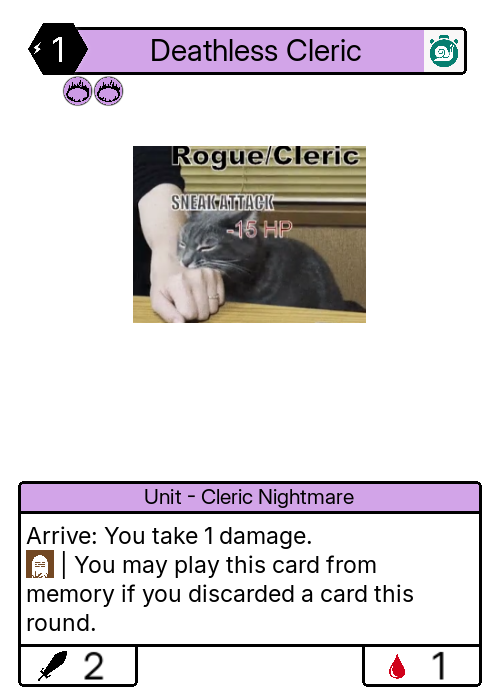 1 Deathless Cleric
Rogue/Cleric
SNEAK ATTACK
-15 HP
Unit - Cleric Nightmare
Arrive: You take 1 damage.
| You may play this card from
memory if you discarded a card this
round.
2 1